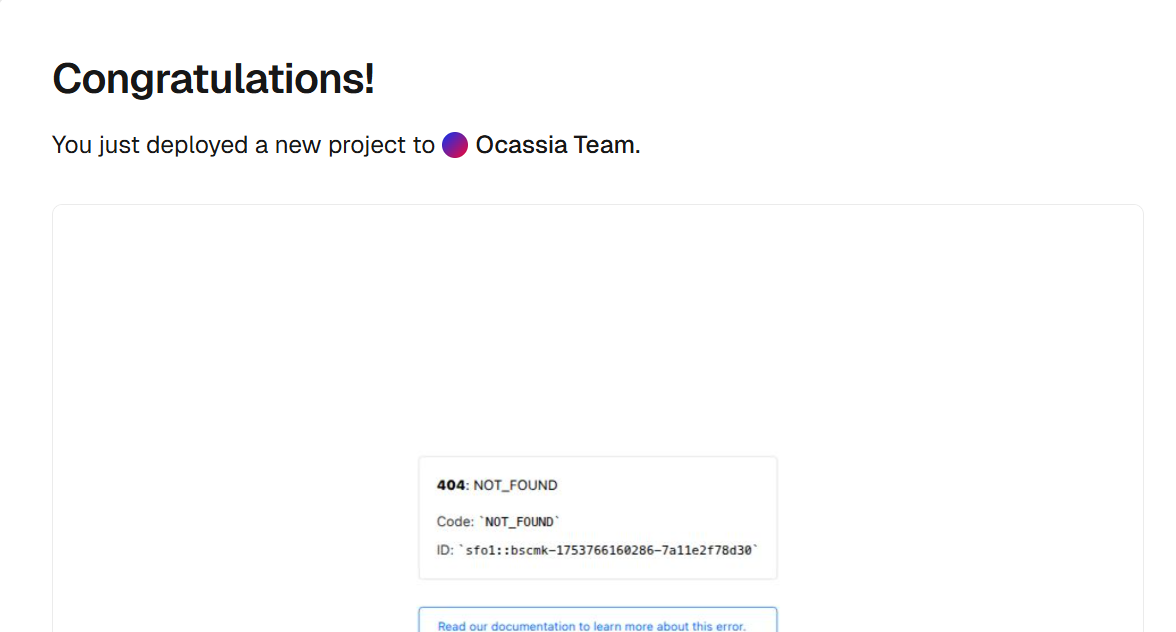 Congratulations!
You just deployed a new project to Ocassia Team.
404: NOT_FOUND
Code: `NOT_FOUND`
ID: `sfo1::bscmk-1753766160286-7a11e2f78d30`
Read our documentation to learn more about this error.